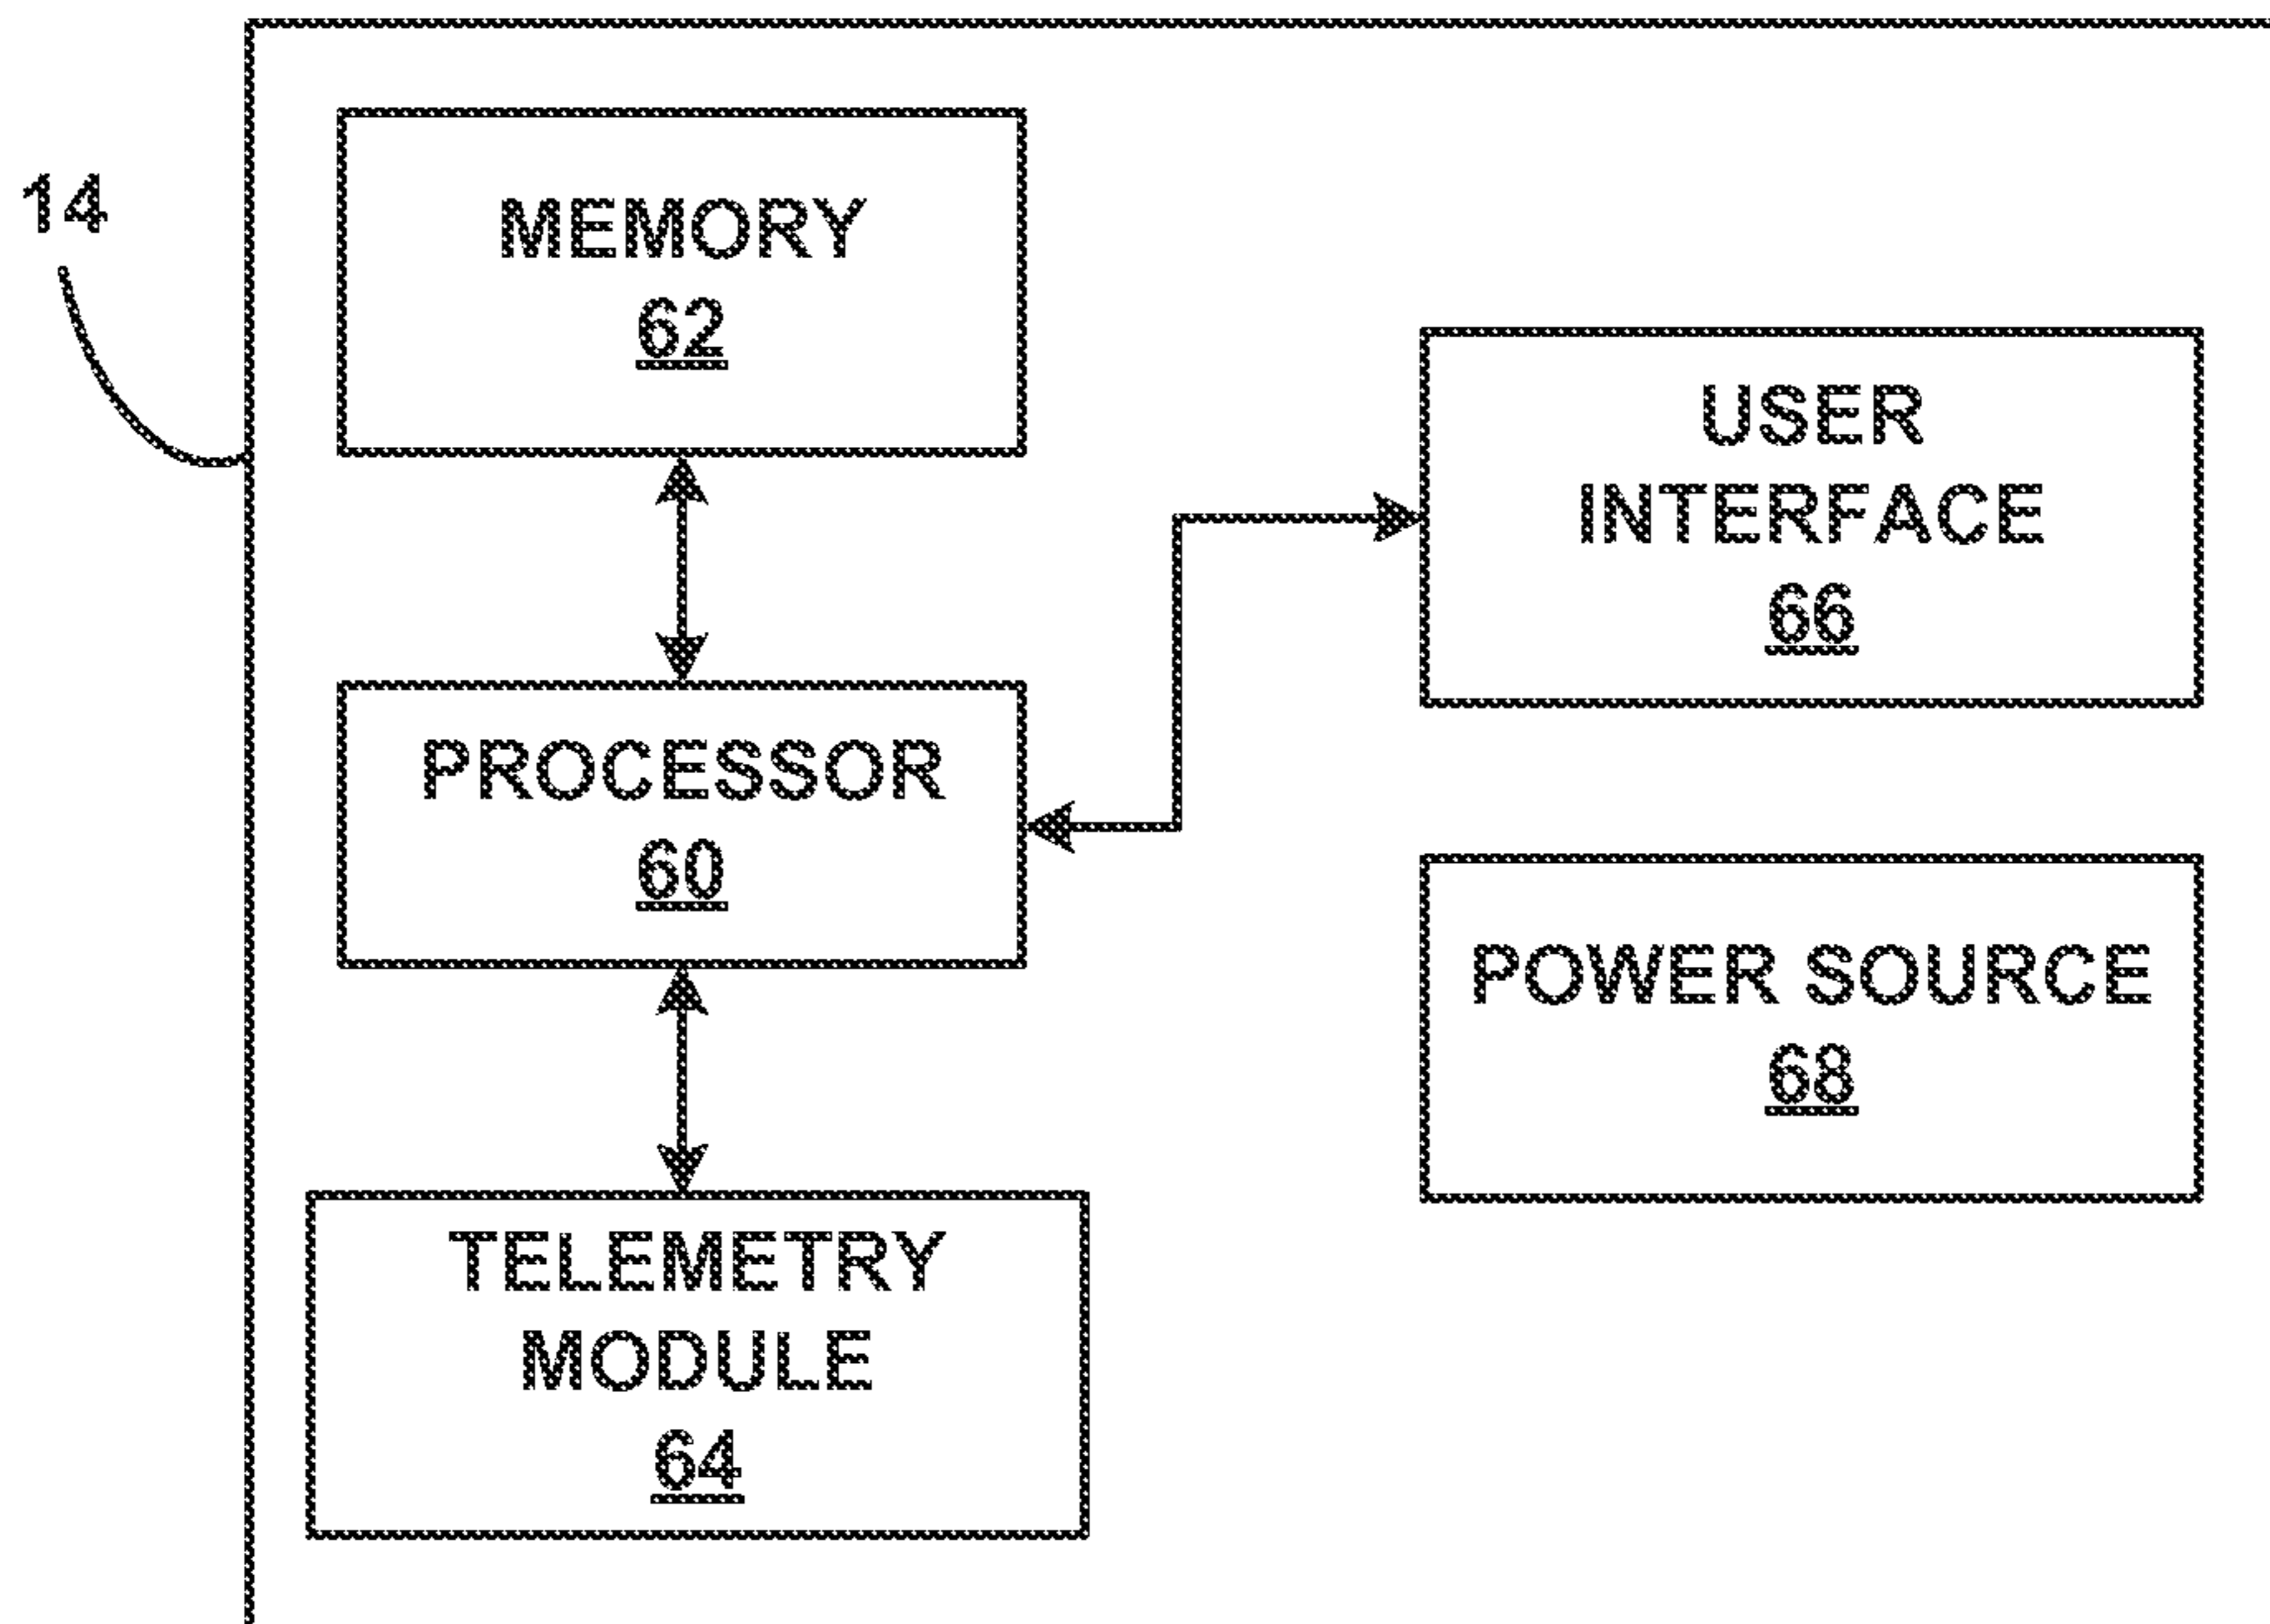 14
MEMORY
62
USER
INTERFACE
66
PROCESSOR
60
POWER SOURCE
68
TELEMETRY
MODULE
64